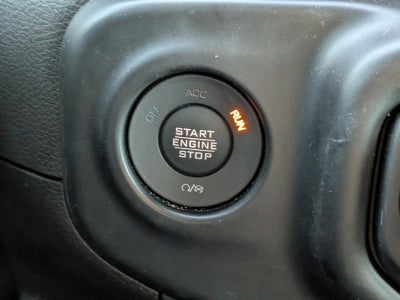 OFF
ACC
RUN
START
ENGINE
STOP